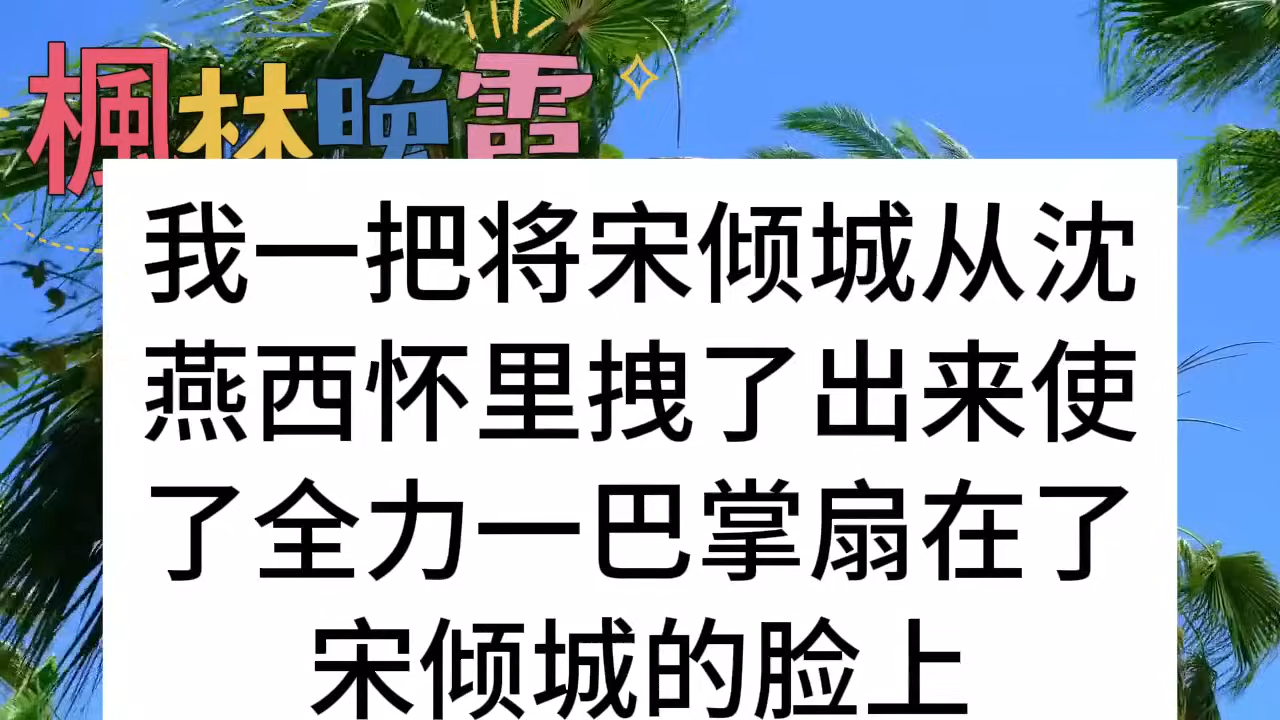 楓林晚霞
我一把将宋倾城从沈
燕西怀里拽了出来使
了全力一巴掌扇在了
宋倾城的脸上